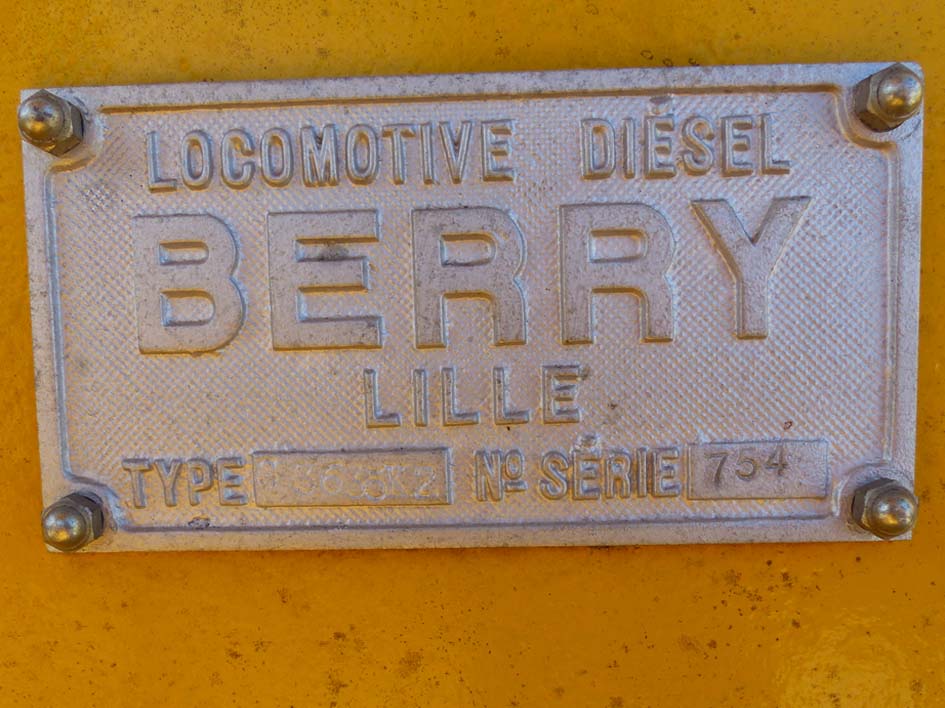 LOCOMOTIVE DIÉSEL
BERRY
LILLE
TYPE Nº SÉRIE 754